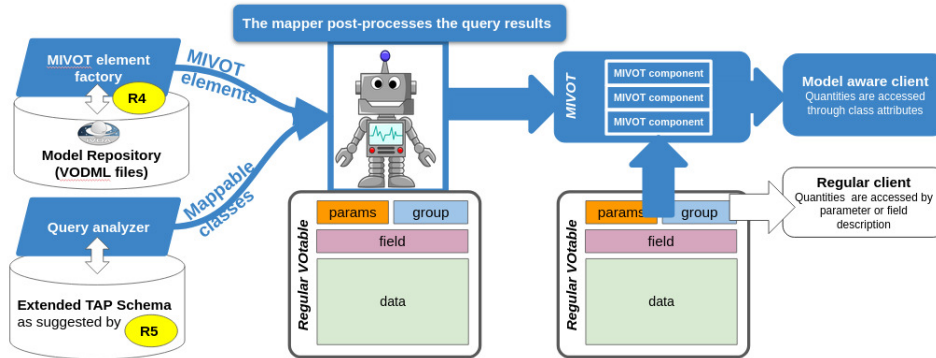 The mapper post-processes the query results
MIVOT element
factory
R4
Model Repository
(VODML files)
MIVOT
elements
Mappable
classes
Query analyzer
Extended TAP Schema
as suggested by
R5
Regular VOtable
params
group
field
data
MIVOT
MIVOT component
MIVOT component
MIVOT component
Regular VOtable
params
group
field
data
Model aware client
Quantities are accessed
through class attributes
Regular client
Quantities are accessed by
parameter or field
description